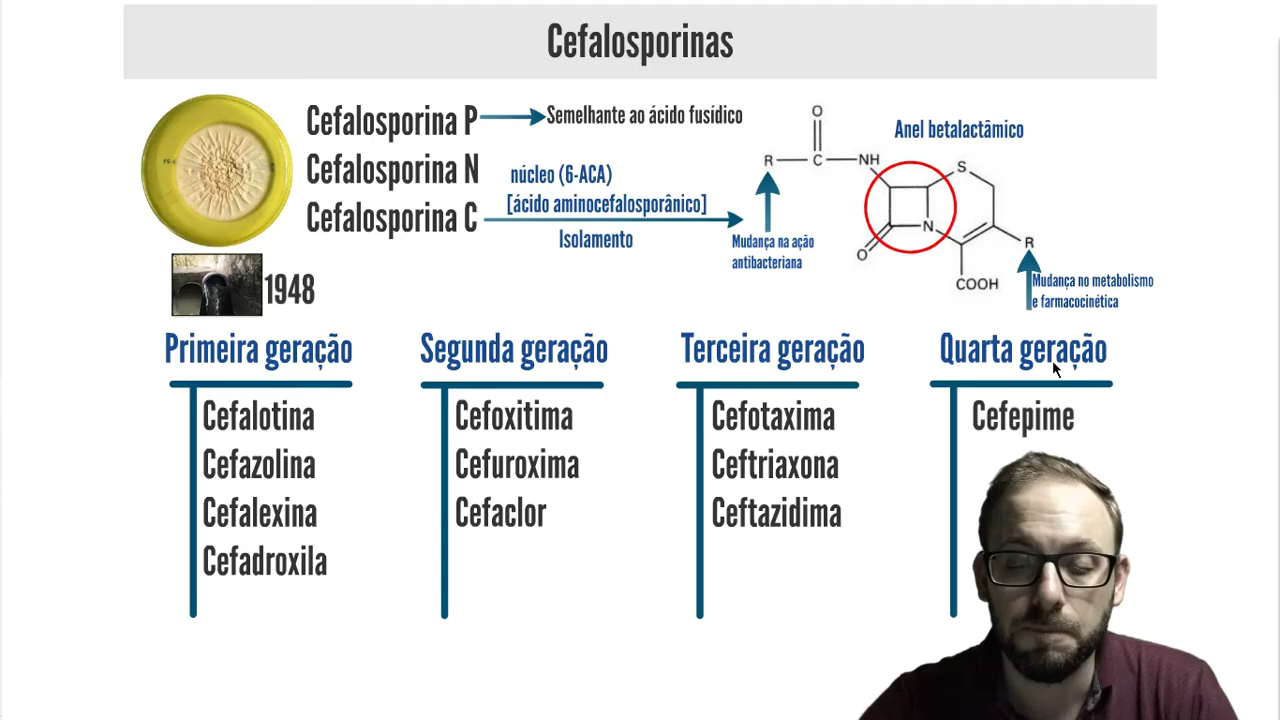 Cefalosporinas
Cefalosporina P
Semelhante ao ácido fusídico
Cefalosporina N
Cefalosporina C
núcleo (6-ACA)
[ácido aminocefalosporânico]
Isolamento
1948
O
R
C
NH
S
N
O
R
COOH
Anel betalactâmico
Mudança na ação
antibacteriana
Mudança no metabolismo
e farmacocinética
Primeira geração
Cefalotina
Cefazolina
Cefalexina
Cefadroxila
Segunda geração
Cefoxitima
Cefuroxima
Cefaclor
Terceira geração
Cefotaxima
Ceftriaxona
Ceftazidima
Quarta geração
Cefepime